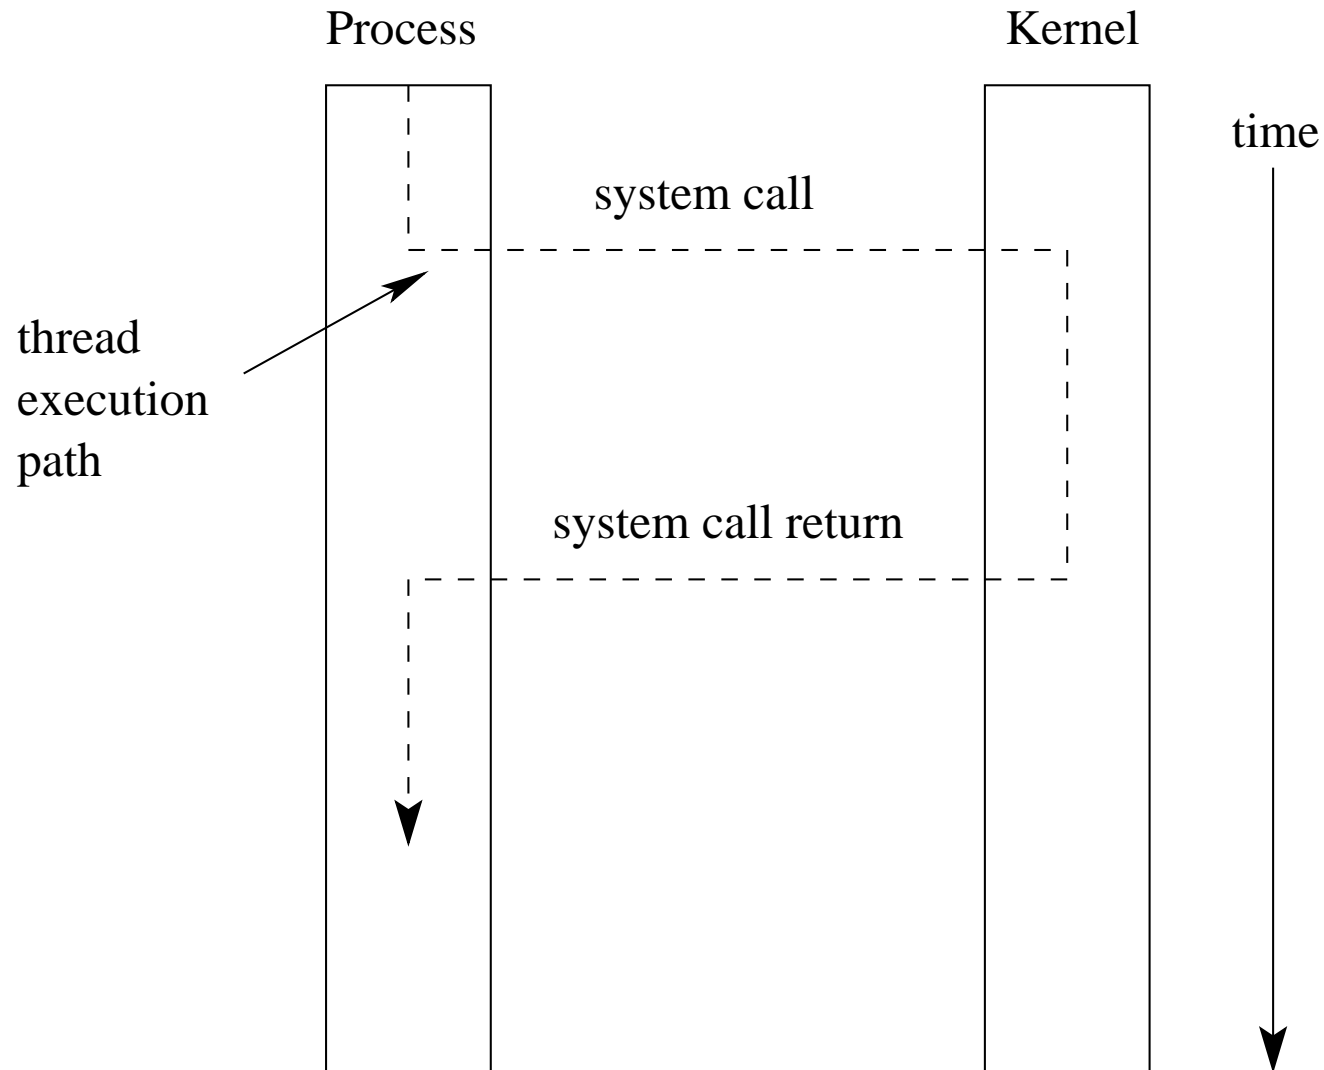 Process
Kernel
time
system call
thread
execution
path
system call return